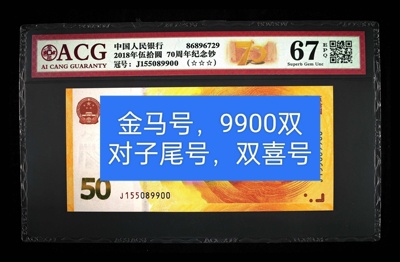 ACG
AI CANG GUARANTY
中国人民银行 86896729
2018年伍拾圆 70周年纪念钞
冠号: J155089900 (☆☆☆)
67
EPQ
Superb Gem Unc
金马号，9900双
对子尾号，双喜号
50
J155089900